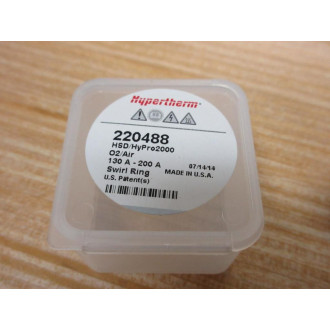 Hypertherm®
220488
HSD/HyPro2000
O2/Air
130 A - 200 A
07/14/14
Swirl Ring MADE IN U.S.A.
U.S. Patent(s)